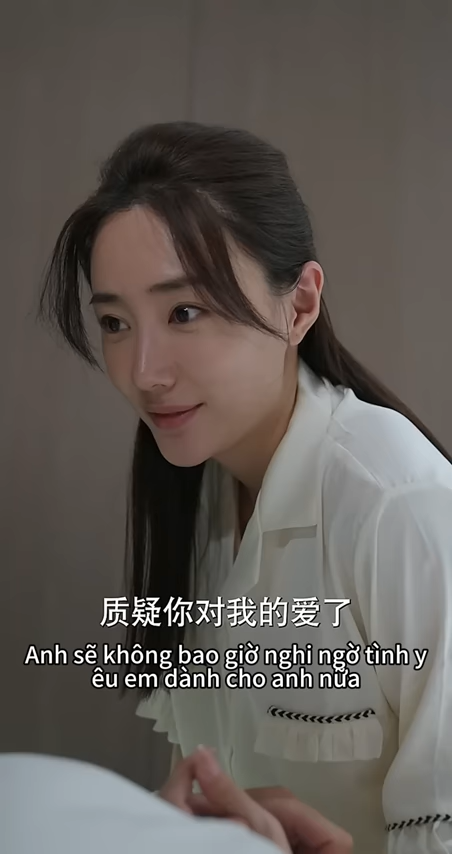 质疑你对我的爱了
Anh sẽ không bao giờ nghi ngờ tình y
êu em dành cho anh nữa